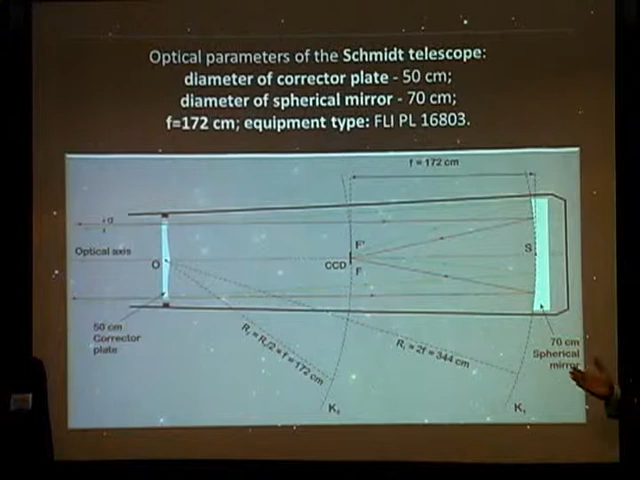 Optical parameters of the Schmidt telescope:
diameter of corrector plate - 50 cm;
diameter of spherical mirror - 70 cm;
f=172 cm; equipment type: FLI PL 16803.
f = 172 cm
d
Optical axis
O
CCD
F'
F
S
50 cm
Corrector
plate
R₂ = R₁/2 = f = 172 cm
R₁ = 2f = 344 cm
70 cm
Spherical
mirror
K₂
K₁